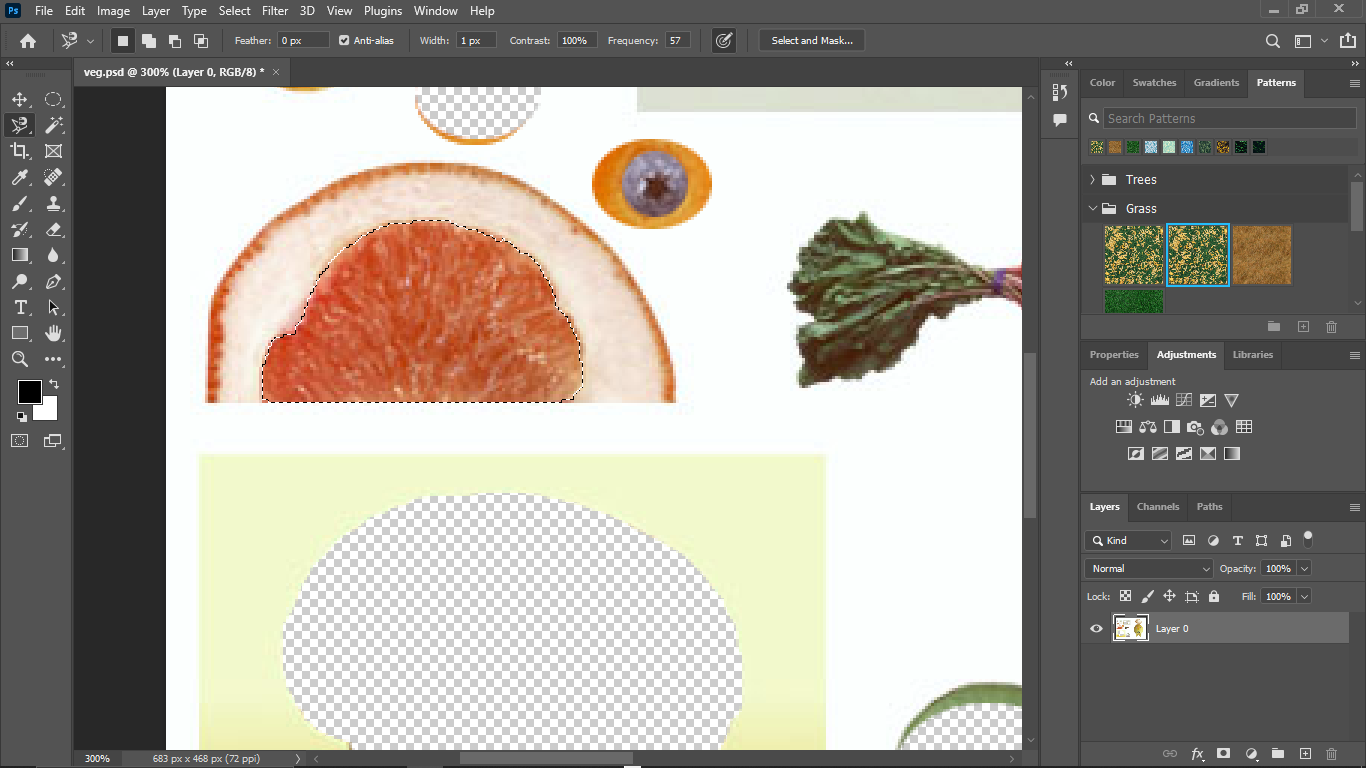 Ps File Edit Image Layer Type Select Filter 3D View Plugins Window Help
Feather: 0 px Anti-alias Width: 1 px Contrast: 100% Frequency: 57 Select and Mask...
veg.psd @ 300% (Layer 0, RGB/8) * ×
Color Swatches Gradients Patterns
Search Patterns
Trees
Grass
Properties Adjustments Libraries
Add an adjustment
Layers Channels Paths
Kind
Normal Opacity: 100%
Lock: Fill: 100%
Layer 0
300% 683 px x 468 px (72 ppi)